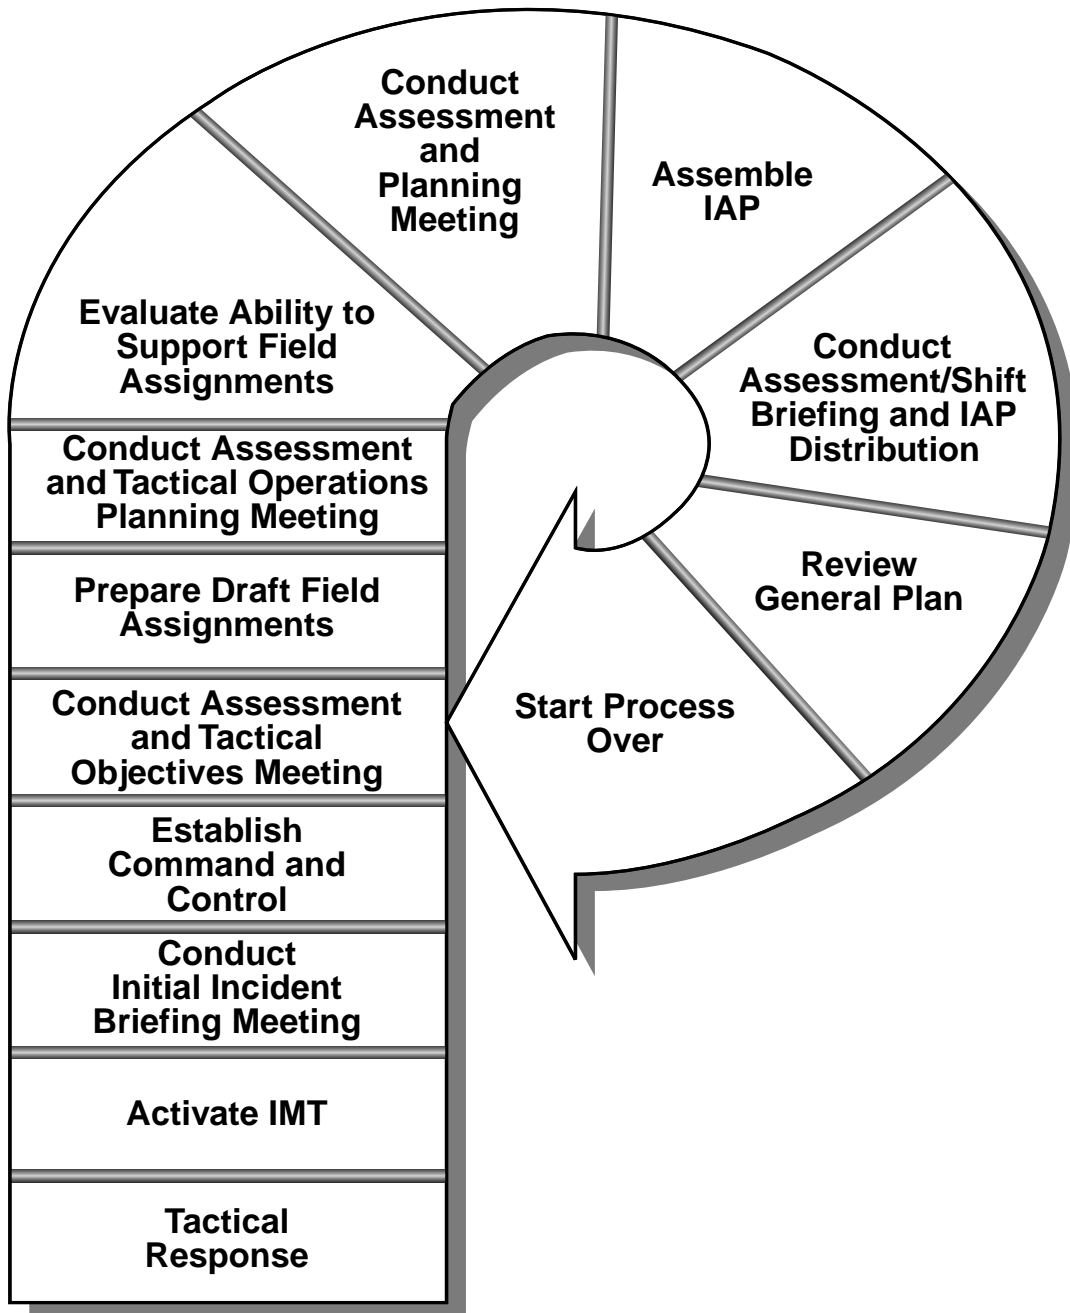 Conduct
Assessment
and
Planning
Meeting
Assemble
IAP
Evaluate Ability to
Support Field
Assignments
Conduct
Assessment/Shift
Briefing and IAP
Distribution
Conduct Assessment
and Tactical Operations
Planning Meeting
Review
General Plan
Prepare Draft Field
Assignments
Start Process
Over
Conduct Assessment
and Tactical
Objectives Meeting
Establish
Command and
Control
Conduct
Initial Incident
Briefing Meeting
Activate IMT
Tactical
Response